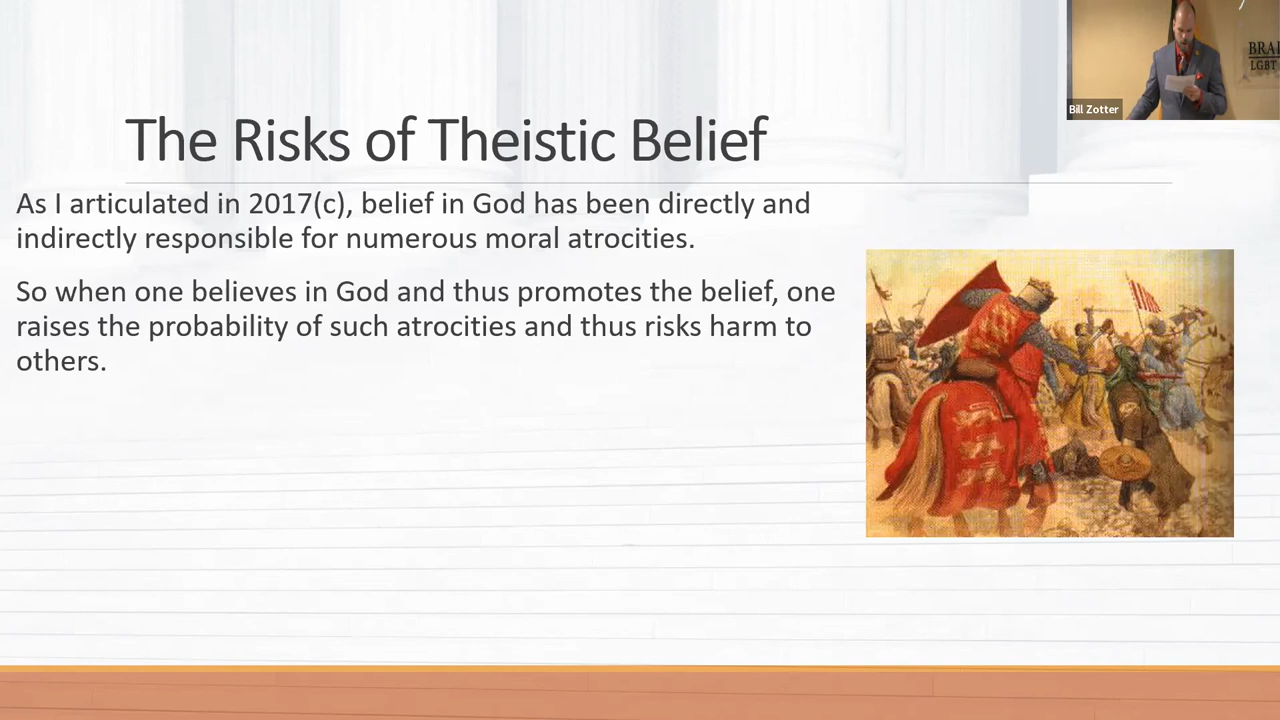 The Risks of Theistic Belief
As I articulated in 2017(c), belief in God has been directly and
indirectly responsible for numerous moral atrocities.
So when one believes in God and thus promotes the belief, one
raises the probability of such atrocities and thus risks harm to
others.
Bill Zotter
LGBT